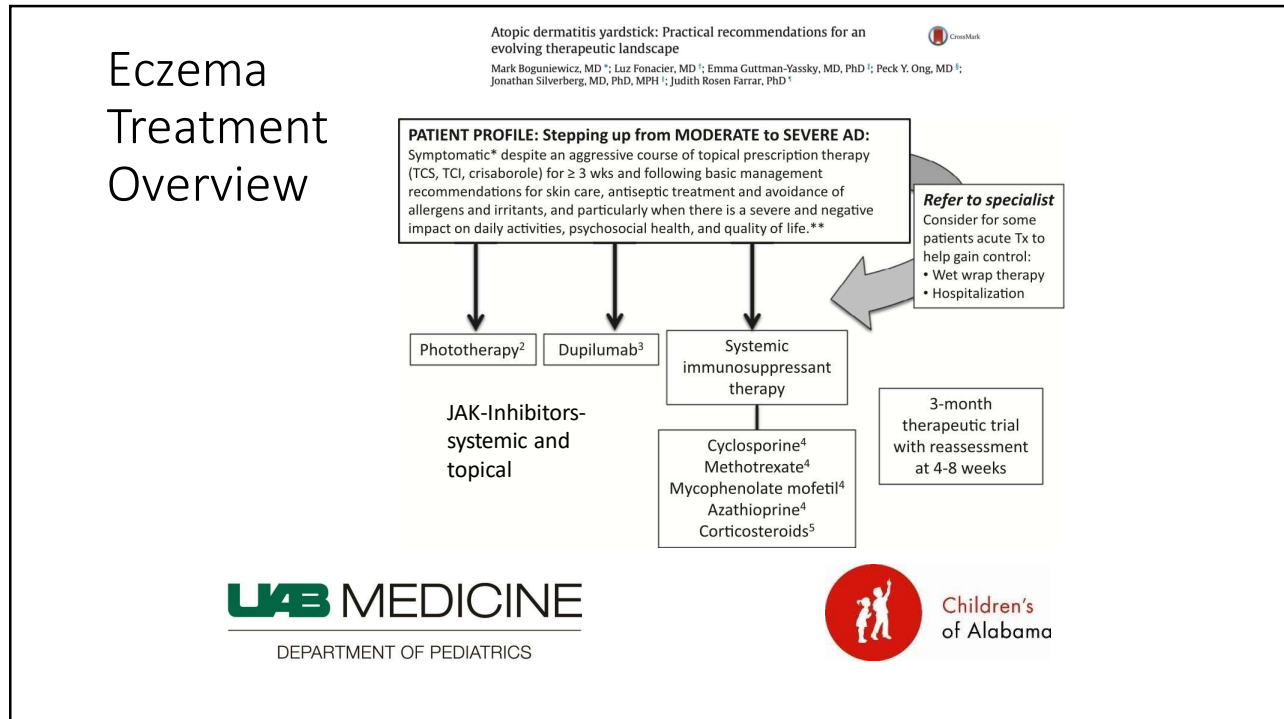 Eczema
Treatment
Overview
Atopic dermatitis yardstick: Practical recommendations for an
evolving therapeutic landscape
CrossMark
Mark Boguniewicz, MD *; Luz Fonacier, MD †; Emma Guttman-Yassky, MD, PhD ‡; Peck Y. Ong, MD §;
Jonathan Silverberg, MD, PhD, MPH ‖; Judith Rosen Farrar, PhD ¶
PATIENT PROFILE: Stepping up from MODERATE to SEVERE AD:
Symptomatic* despite an aggressive course of topical prescription therapy
(TCS, TCI, crisaborole) for ≥ 3 wks and following basic management
recommendations for skin care, antiseptic treatment and avoidance of
allergens and irritants, and particularly when there is a severe and negative
impact on daily activities, psychosocial health, and quality of life.**
Refer to specialist
Consider for some
patients acute Tx to
help gain control:
• Wet wrap therapy
• Hospitalization
Phototherapy²
Dupilumab³
Systemic
immunosuppressant
therapy
JAK-Inhibitors-
systemic and
topical
Cyclosporine⁴
Methotrexate⁴
Mycophenolate mofetil⁴
Azathioprine⁴
Corticosteroids⁵
3-month
therapeutic trial
with reassessment
at 4-8 weeks
UAB MEDICINE
DEPARTMENT OF PEDIATRICS
Children's
of Alabama